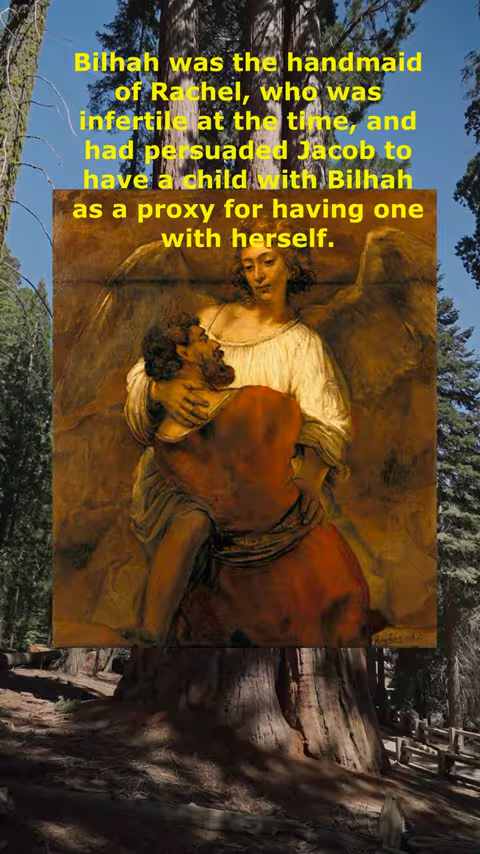 Bilhah was the handmaid
of Rachel, who was
infertile at the time, and
had persuaded Jacob to
have a child with Bilhah
as a proxy for having one
with herself.